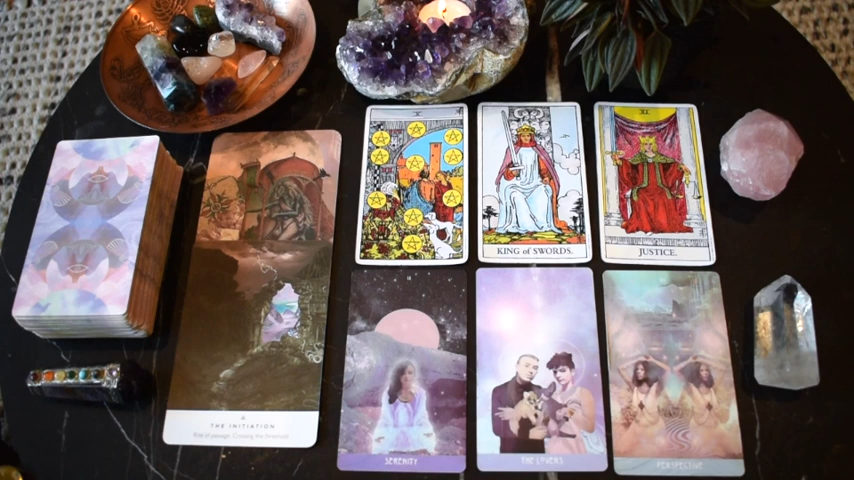 X
XI
KING of SWORDS.
JUSTICE.
THE INITIATION
Rite of passage. Crossing the threshold
SERENITY
THE LOVERS
PERSPECTIVE